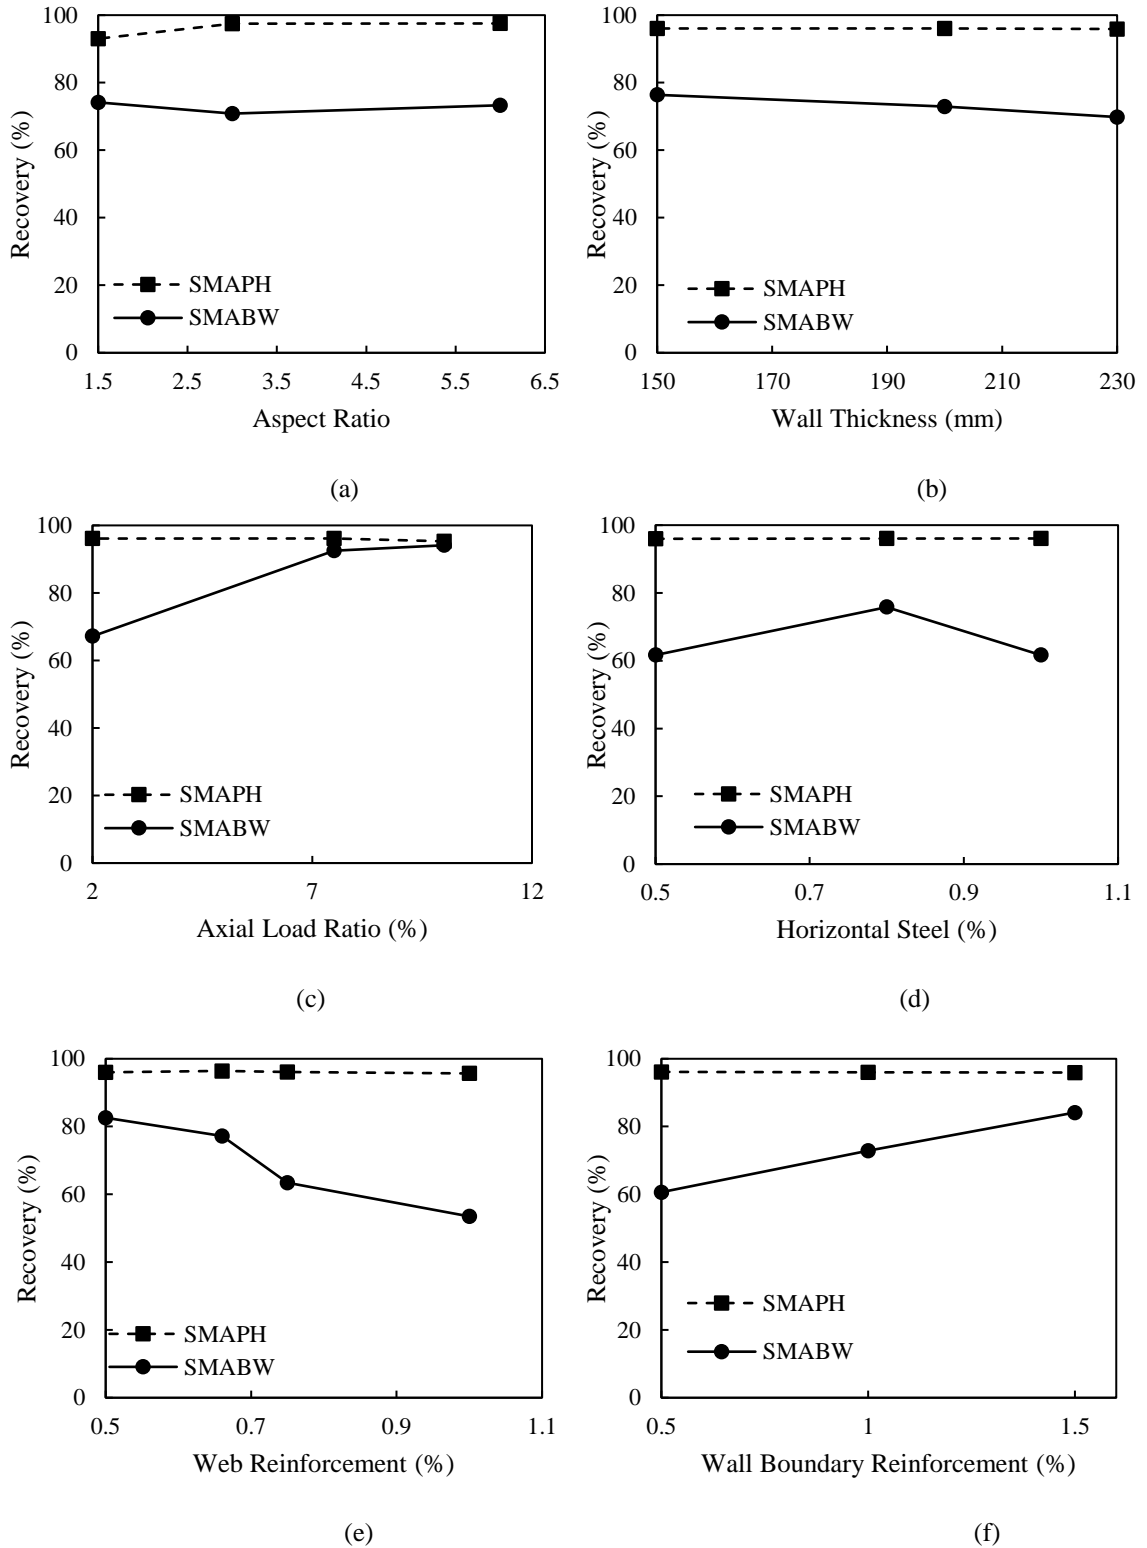 100
80
60
40
20
0
Recovery (%)
SMAPH
SMABW
1.5 2.5 3.5 4.5 5.5 6.5
Aspect Ratio
(a)
100
80
60
40
20
0
Recovery (%)
SMAPH
SMABW
150 170 190 210 230
Wall Thickness (mm)
(b)
100
80
60
40
20
0
Recovery (%)
SMAPH
SMABW
2 7 12
Axial Load Ratio (%)
(c)
100
80
60
40
20
0
Recovery (%)
SMAPH
SMABW
0.5 0.7 0.9 1.1
Horizontal Steel (%)
(d)
100
80
60
40
20
0
Recovery (%)
SMAPH
SMABW
0.5 0.7 0.9 1.1
Web Reinforcement (%)
(e)
100
80
60
40
20
0
Recovery (%)
SMAPH
SMABW
0.5 1 1.5
Wall Boundary Reinforcement (%)
(f)